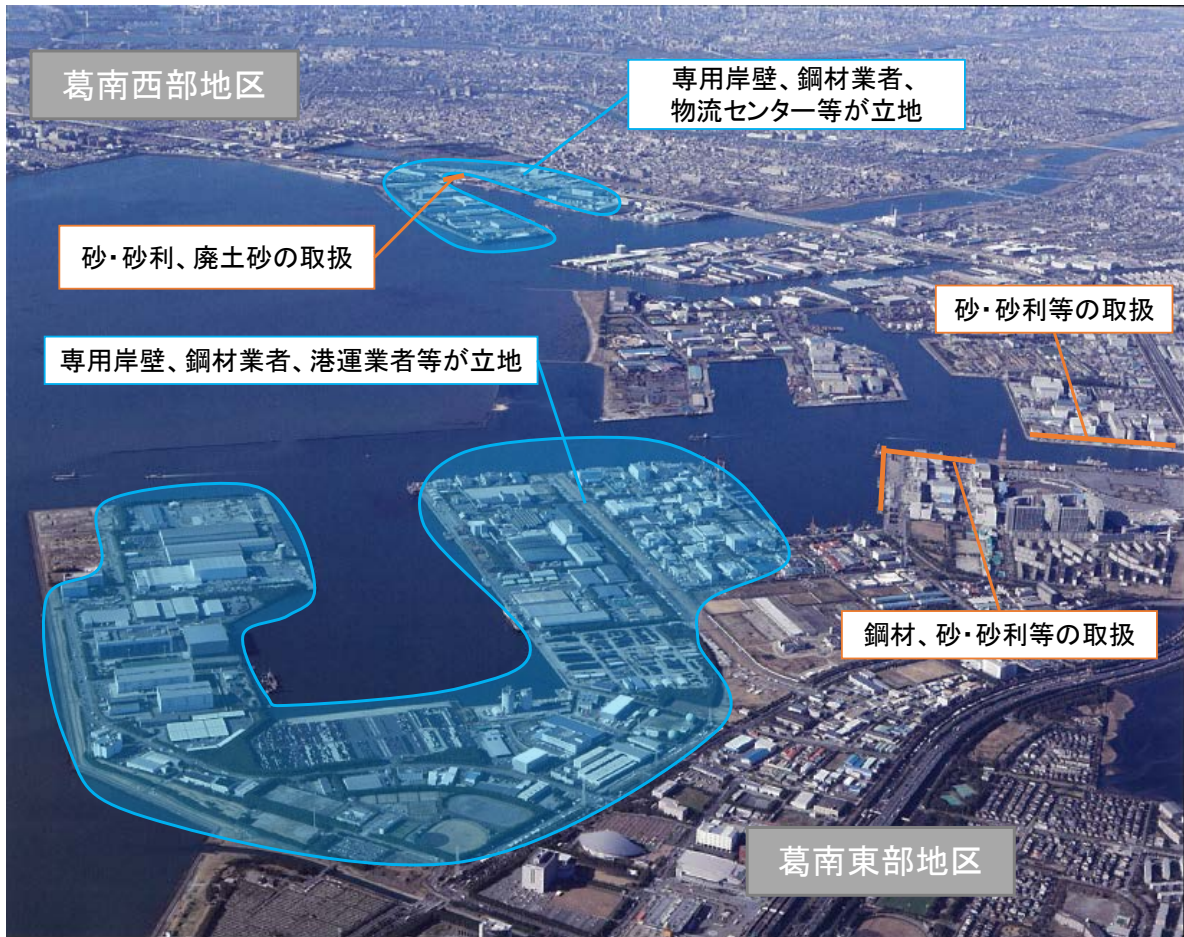 葛南西部地区
専用岸壁、鋼材業者、
物流センター等が立地
砂・砂利、廃土砂の取扱
砂・砂利等の取扱
専用岸壁、鋼材業者、港運業者等が立地
鋼材、砂・砂利等の取扱
葛南東部地区